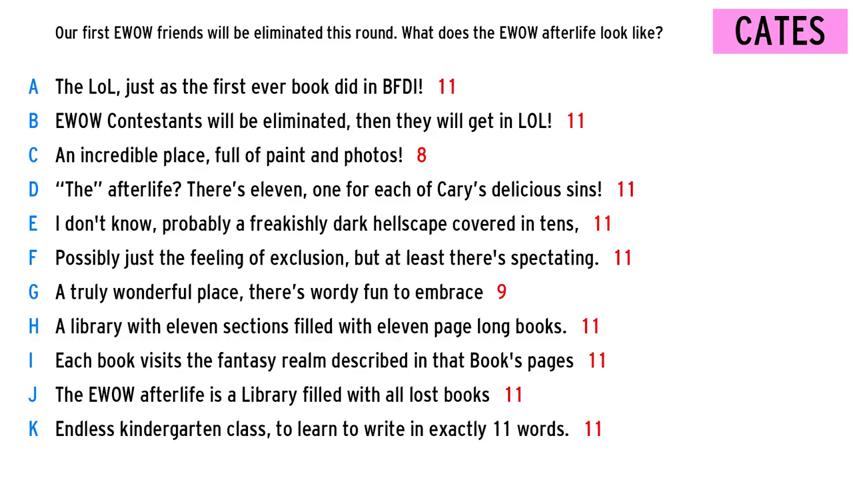 Our first EWOW friends will be eliminated this round. What does the EWOW afterlife look like?
CATES
A The LoL, just as the first ever book did in BFDI! 11
B EWOW Contestants will be eliminated, then they will get in LOL! 11
C An incredible place, full of paint and photos! 8
D “The” afterlife? There’s eleven, one for each of Cary’s delicious sins! 11
E I don't know, probably a freakishly dark hellscape covered in tens, 11
F Possibly just the feeling of exclusion, but at least there's spectating. 11
G A truly wonderful place, there’s wordy fun to embrace 9
H A library with eleven sections filled with eleven page long books. 11
I Each book visits the fantasy realm described in that Book's pages 11
J The EWOW afterlife is a Library filled with all lost books 11
K Endless kindergarten class, to learn to write in exactly 11 words. 11